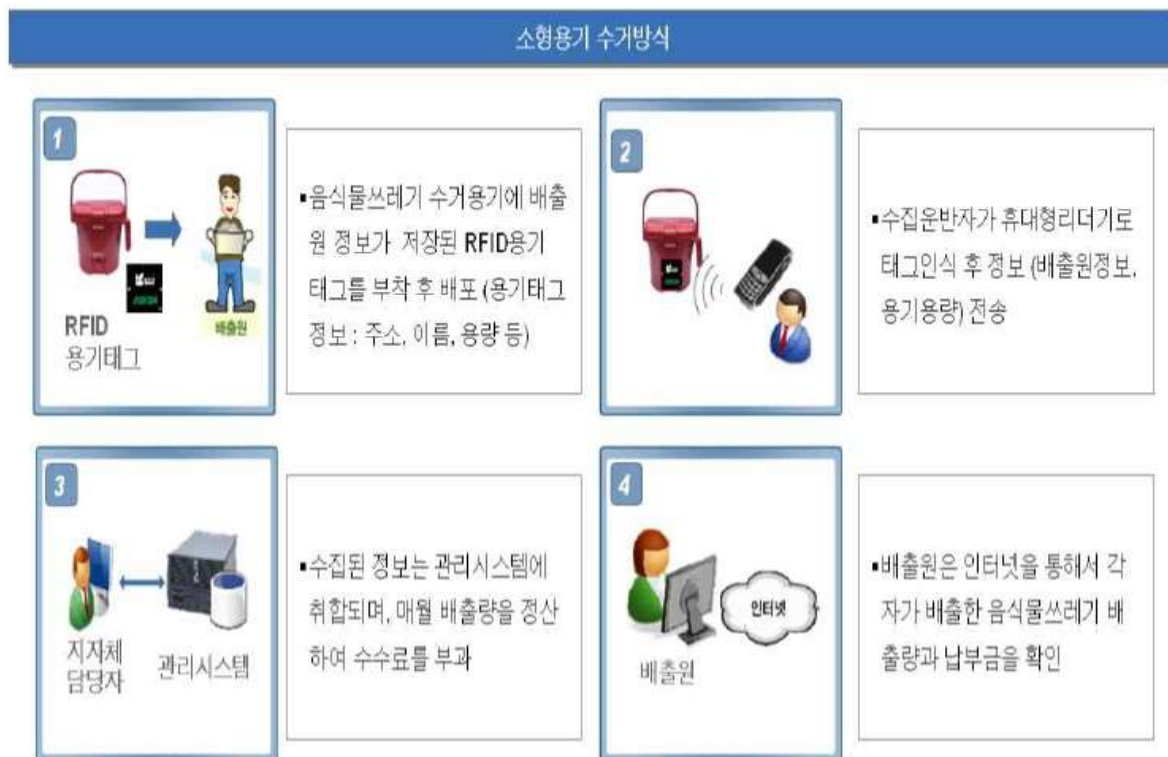 소형용기 수거방식
1
RFID
용기태그
배출원
▪음식물쓰레기 수거용기에 배출
원 정보가 저장된 RFID용기
태그를 부착 후 배포 (용기태그
정보 : 주소, 이름, 용량 등)
2
▪수집운반자가 휴대형리더기로
태그인식 후 정보 (배출원정보,
용기용량) 전송
3
지자체
담당자
관리시스템
▪수집된 정보는 관리시스템에
취합되며, 매월 배출량을 정산
하여 수수료를 부과
4
인터넷
배출원
▪배출원은 인터넷을 통해서 각
자가 배출한 음식물쓰레기 배
출량과 납부금을 확인